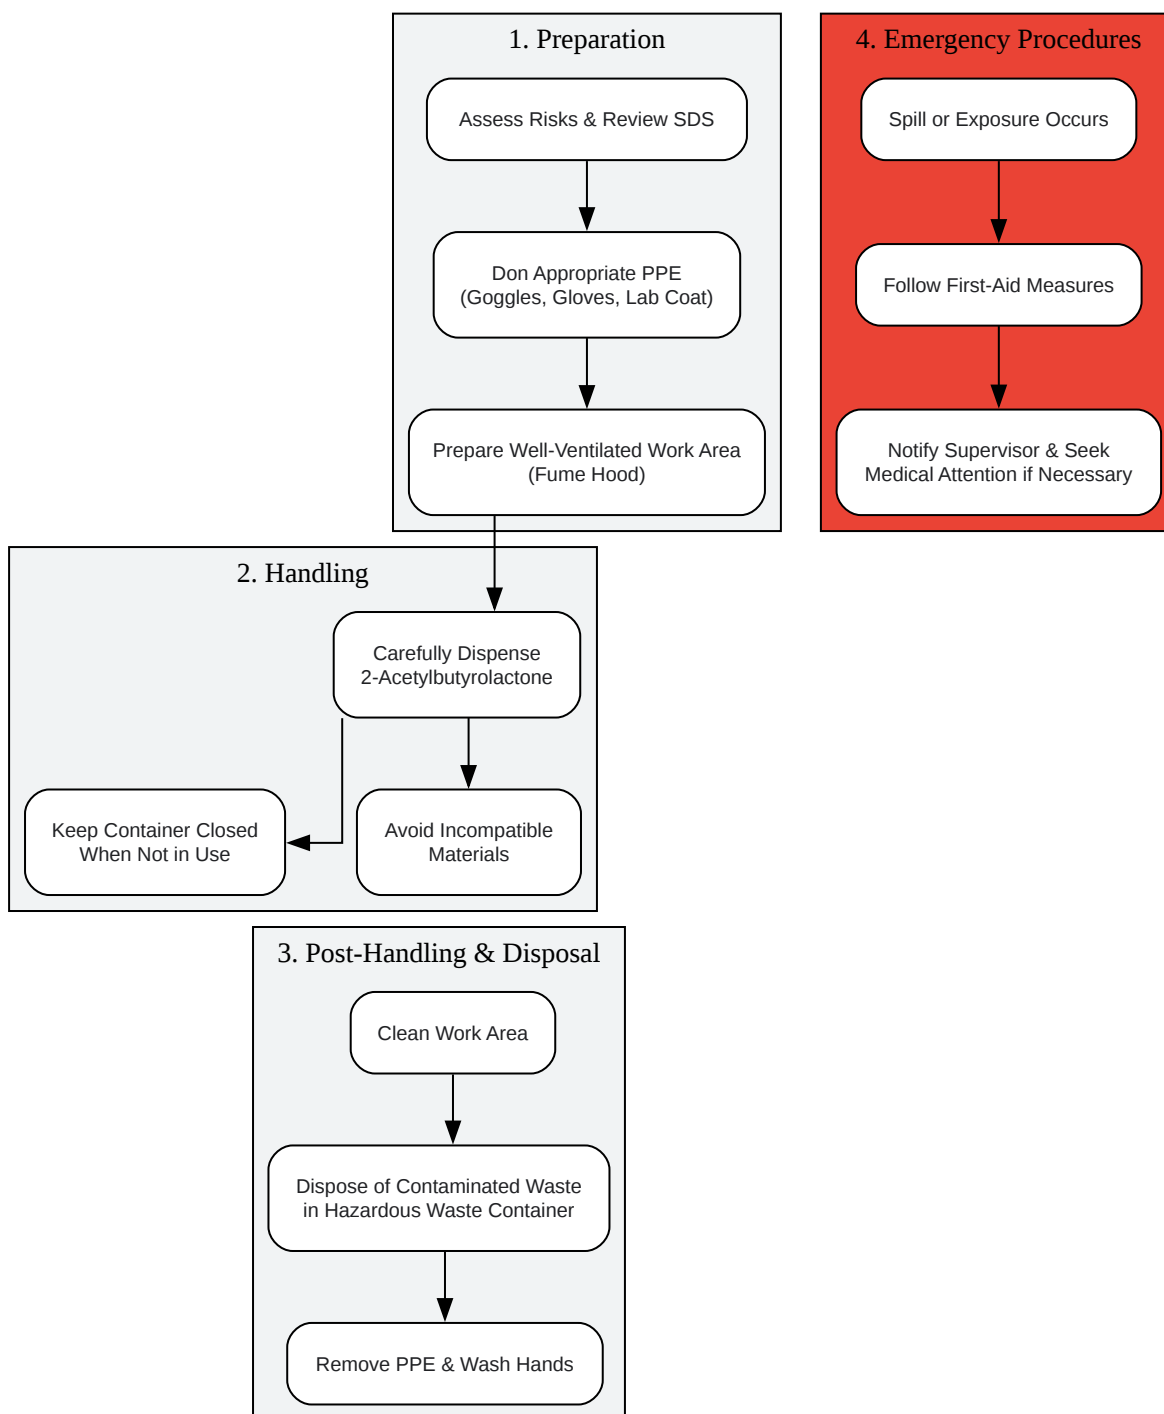 1. Preparation
Assess Risks & Review SDS
Don Appropriate PPE
(Goggles, Gloves, Lab Coat)
Prepare Well-Ventilated Work Area
(Fume Hood)
4. Emergency Procedures
Spill or Exposure Occurs
Follow First-Aid Measures
Notify Supervisor & Seek
Medical Attention if Necessary
2. Handling
Carefully Dispense
2-Acetylbutyrolactone
Keep Container Closed
When Not in Use
Avoid Incompatible
Materials
3. Post-Handling & Disposal
Clean Work Area
Dispose of Contaminated Waste
in Hazardous Waste Container
Remove PPE & Wash Hands